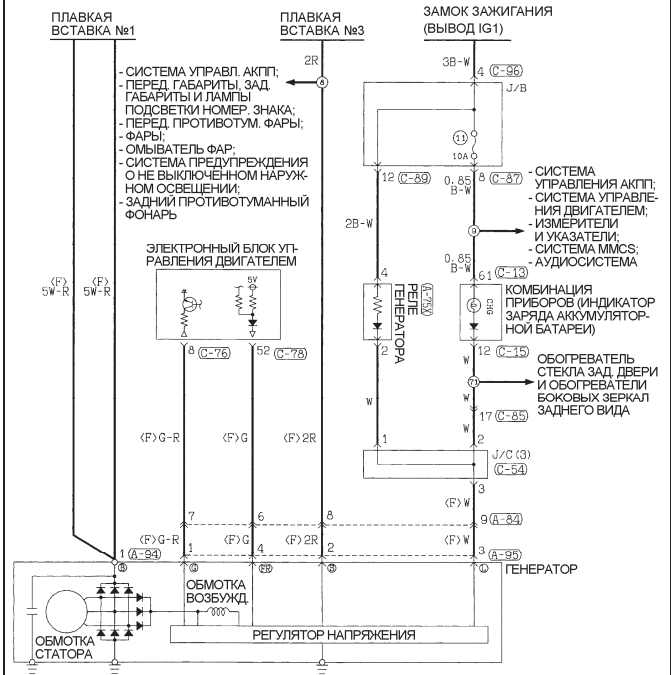 ПЛАВКАЯ
ВСТАВКА №1
ПЛАВКАЯ
ВСТАВКА №3
ЗАМОК ЗАЖИГАНИЯ
(ВЫВОД IG1)
2R
3B-W
4 C-96
J/B
8
- СИСТЕМА УПРАВЛ. АКПП;
- ПЕРЕД. ГАБАРИТЫ, ЗАД.
ГАБАРИТЫ И ЛАМПЫ
ПОДСВЕТКИ НОМЕР. ЗНАКА;
- ПЕРЕД. ПРОТИВОТУМ. ФАРЫ;
- ФАРЫ;
- ОМЫВАТЕЛЬ ФАР;
- СИСТЕМА ПРЕДУПРЕЖДЕНИЯ
О НЕ ВЫКЛЮЧЕННОМ НАРУЖ-
НОМ ОСВЕЩЕНИИ;
- ЗАДНИЙ ПРОТИВОТУМАННЫЙ
ФОНАРЬ
11
10A
12 C-89
0.85
B-W
8 C-87
- СИСТЕМА
УПРАВЛЕНИЯ АКПП;
- СИСТЕМА УПРАВЛЕ-
НИЯ ДВИГАТЕЛЕМ;
- ИЗМЕРИТЕЛИ
И УКАЗАТЕЛИ;
- СИСТЕМА MMCS;
- АУДИОСИСТЕМА
2B-W
9
0.85
B-W
61 C-13
ЭЛЕКТРОННЫЙ БЛОК УП-
РАВЛЕНИЯ ДВИГАТЕЛЕМ
5V
<F>
5W-R
<F>
5W-R
4
A-75X
РЕЛЕ
ГЕНЕРАТОРА
CHG
КОМБИНАЦИЯ
ПРИБОРОВ (ИНДИКАТОР
ЗАРЯДА АККУМУЛЯТОР-
НОЙ БАТАРЕИ)
8 C-76
52 C-78
2
12 C-15
W
71
ОБОГРЕВАТЕЛЬ
СТЕКЛА ЗАД. ДВЕРИ
И ОБОГРЕВАТЕЛИ
БОКОВЫХ ЗЕРКАЛ
ЗАДНЕГО ВИДА
W
W
17 C-85
W
<F>G-R
<F>G
<F>2R
1
2
J/C(3)
C-54
3
<F>W
7
6
8
9 A-84
<F>G-R
<F>G
<F>2R
<F>W
1 A-94
1
4
2
3 A-95
B
G
FR
B
L
ГЕНЕРАТОР
ОБМОТКА
ВОЗБУЖД.
РЕГУЛЯТОР НАПРЯЖЕНИЯ
ОБМОТКА
СТАТОРА